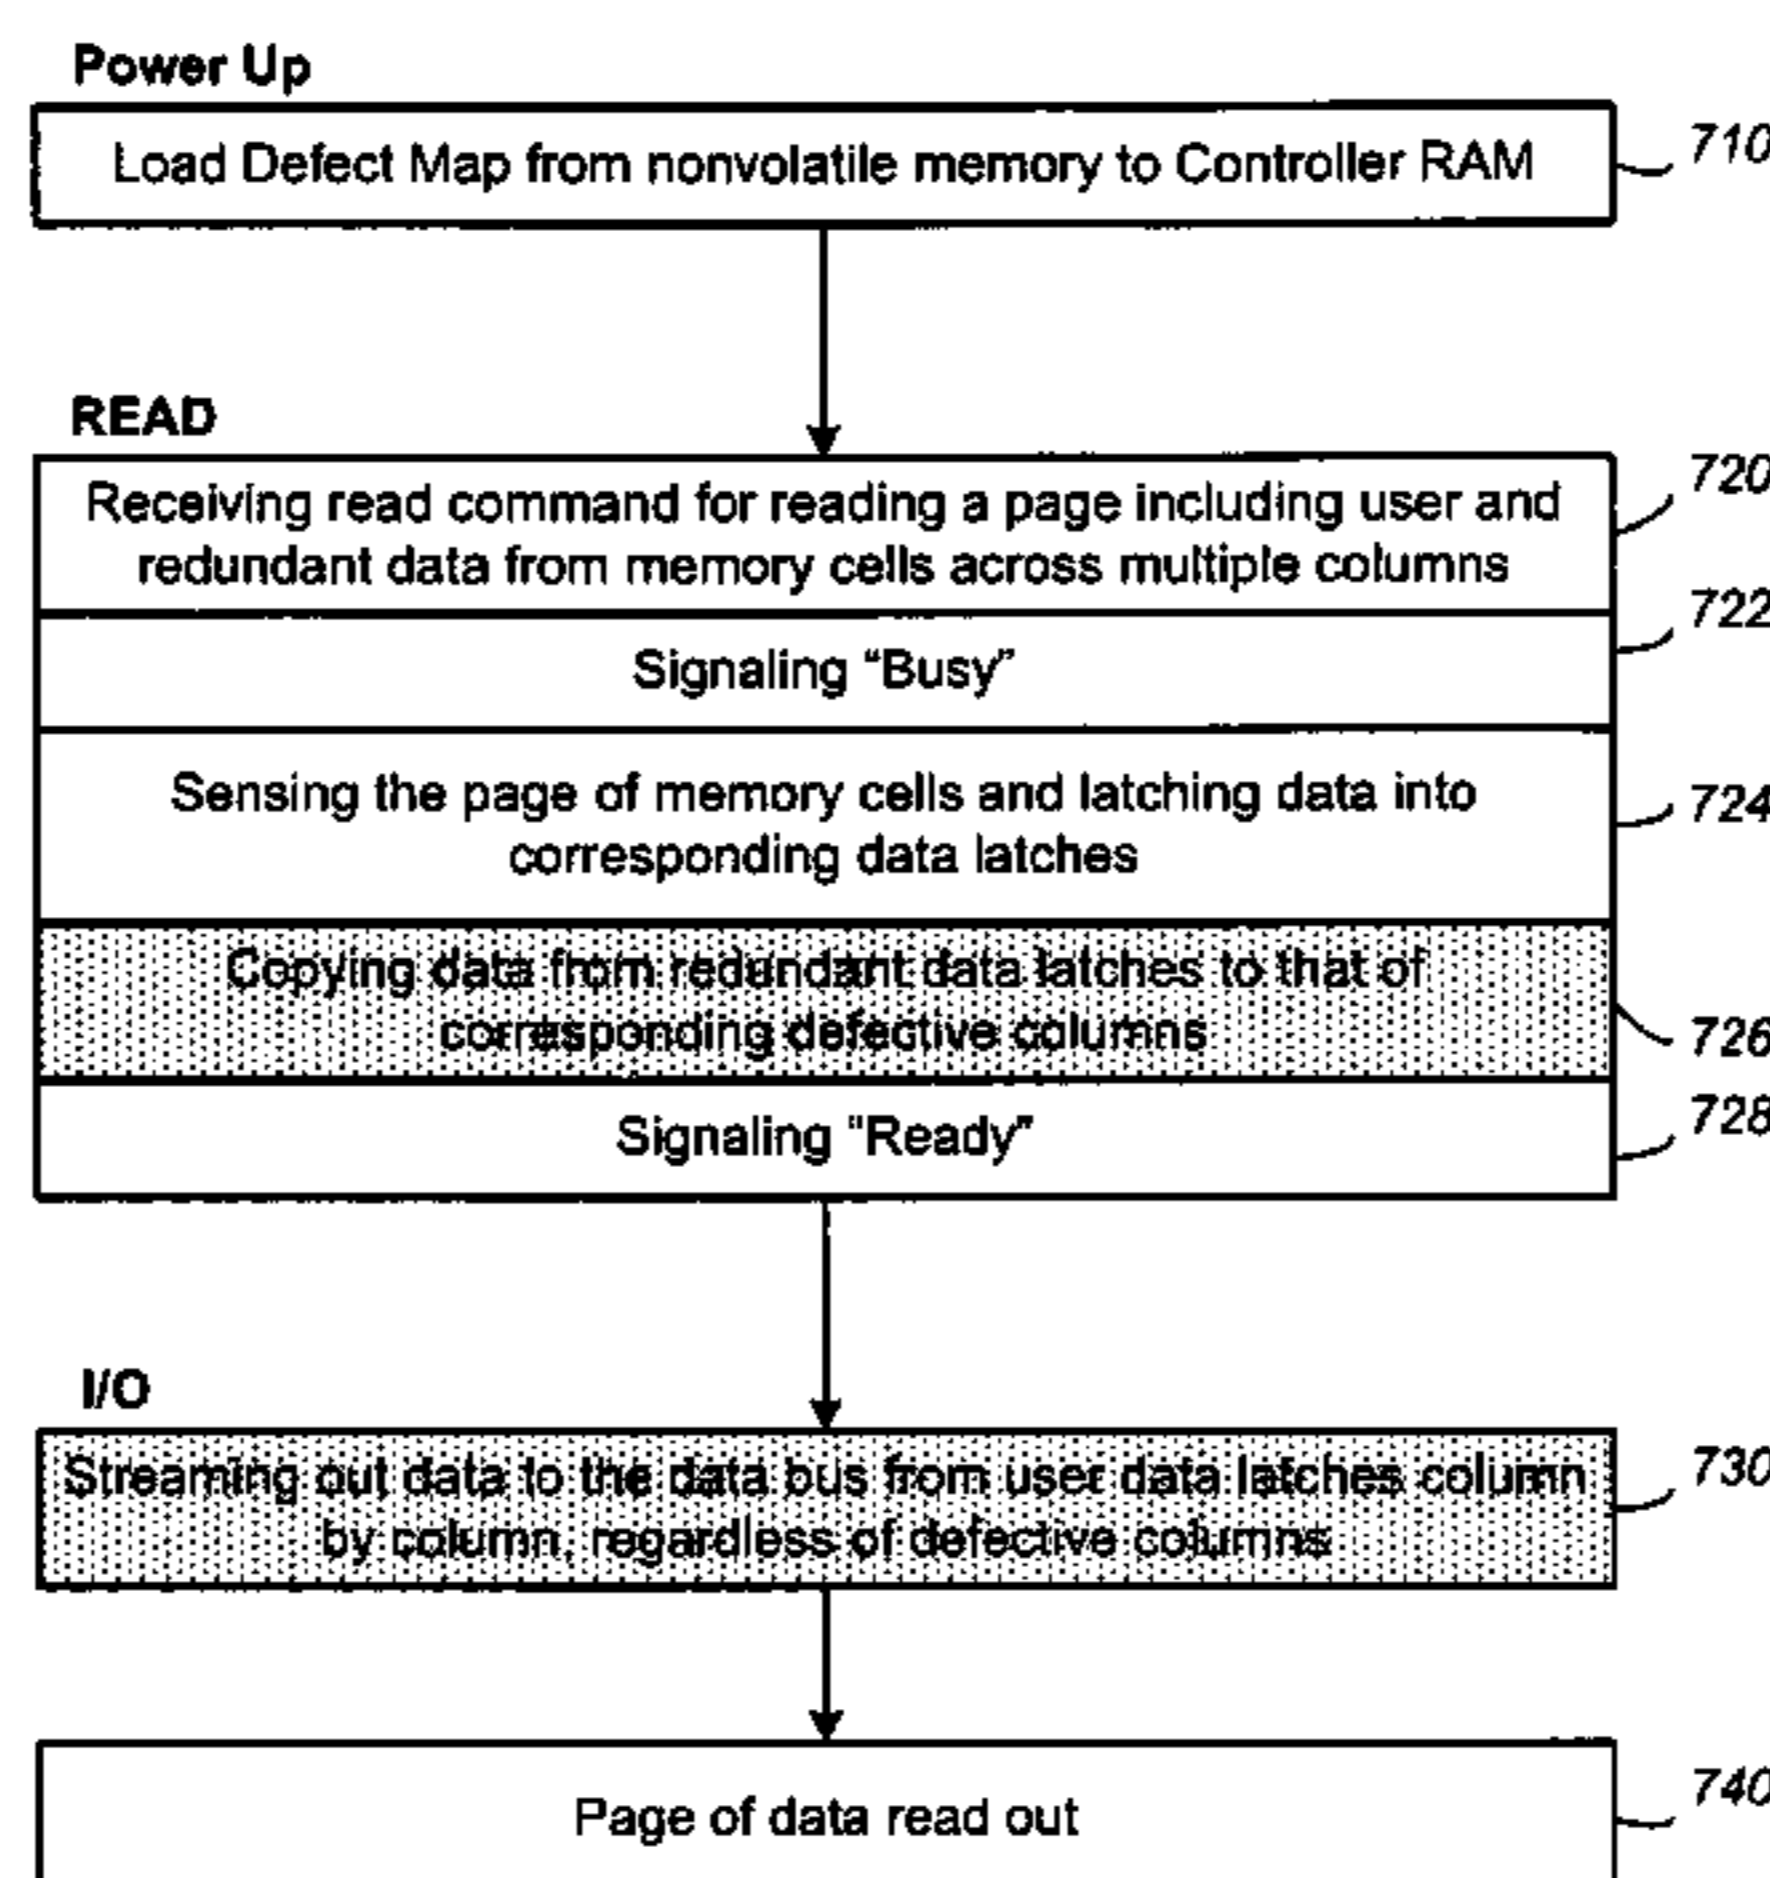 Power Up
Load Defect Map from nonvolatile memory to Controller RAM
710
READ
Receiving read command for reading a page including user and
redundant data from memory cells across multiple columns
720
Signaling “Busy”
722
Sensing the page of memory cells and latching data into
corresponding data latches
724
Copying data from redundant data latches to that of
corresponding defective columns
726
Signaling “Ready”
728
I/O
Streaming out data to the data bus from user data latches column
by column, regardless of defective columns
730
Page of data read out
740